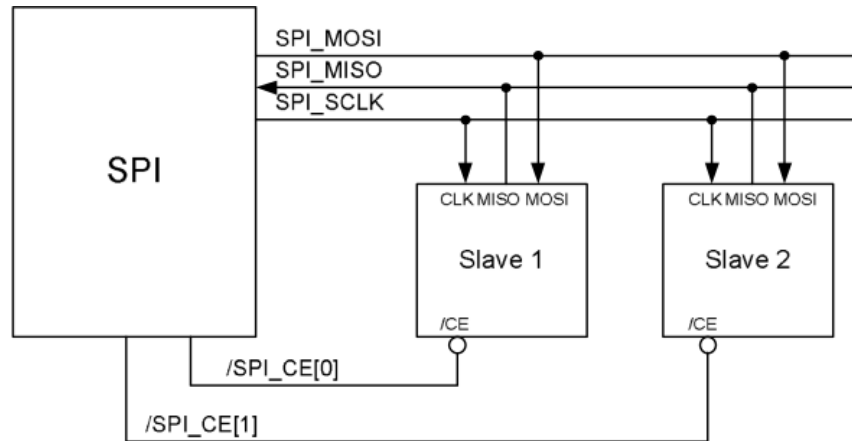 SPI_MOSI
SPI_MISO
SPI_SCLK
SPI
CLK MISO MOSI
CLK MISO MOSI
Slave 1
Slave 2
/CE
/CE
/SPI_CE[0]
/SPI_CE[1]